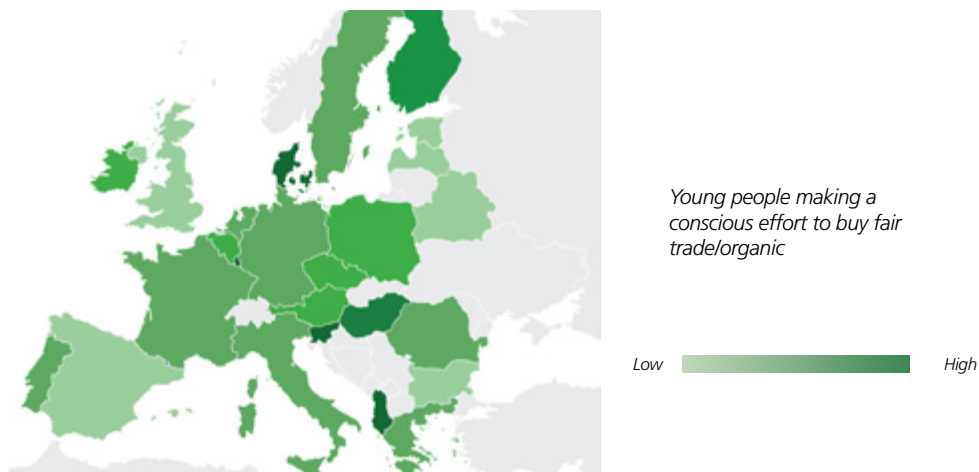 Young people making a
conscious effort to buy fair
trade/organic
Low
High